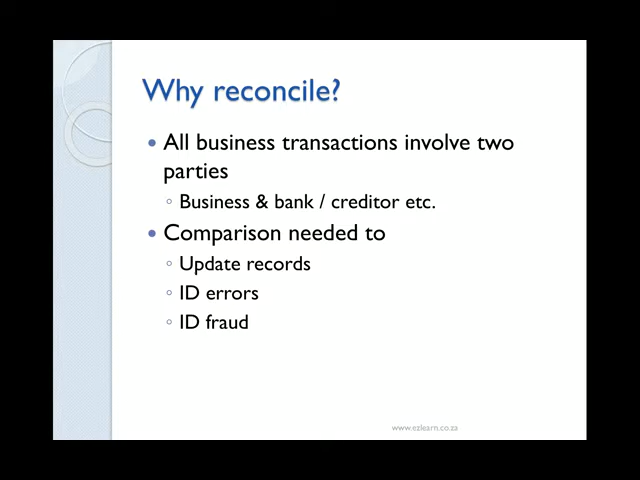 Why reconcile?
• All business transactions involve two
parties
◦ Business & bank / creditor etc.
• Comparison needed to
◦ Update records
◦ ID errors
◦ ID fraud
www.ezlearn.co.za